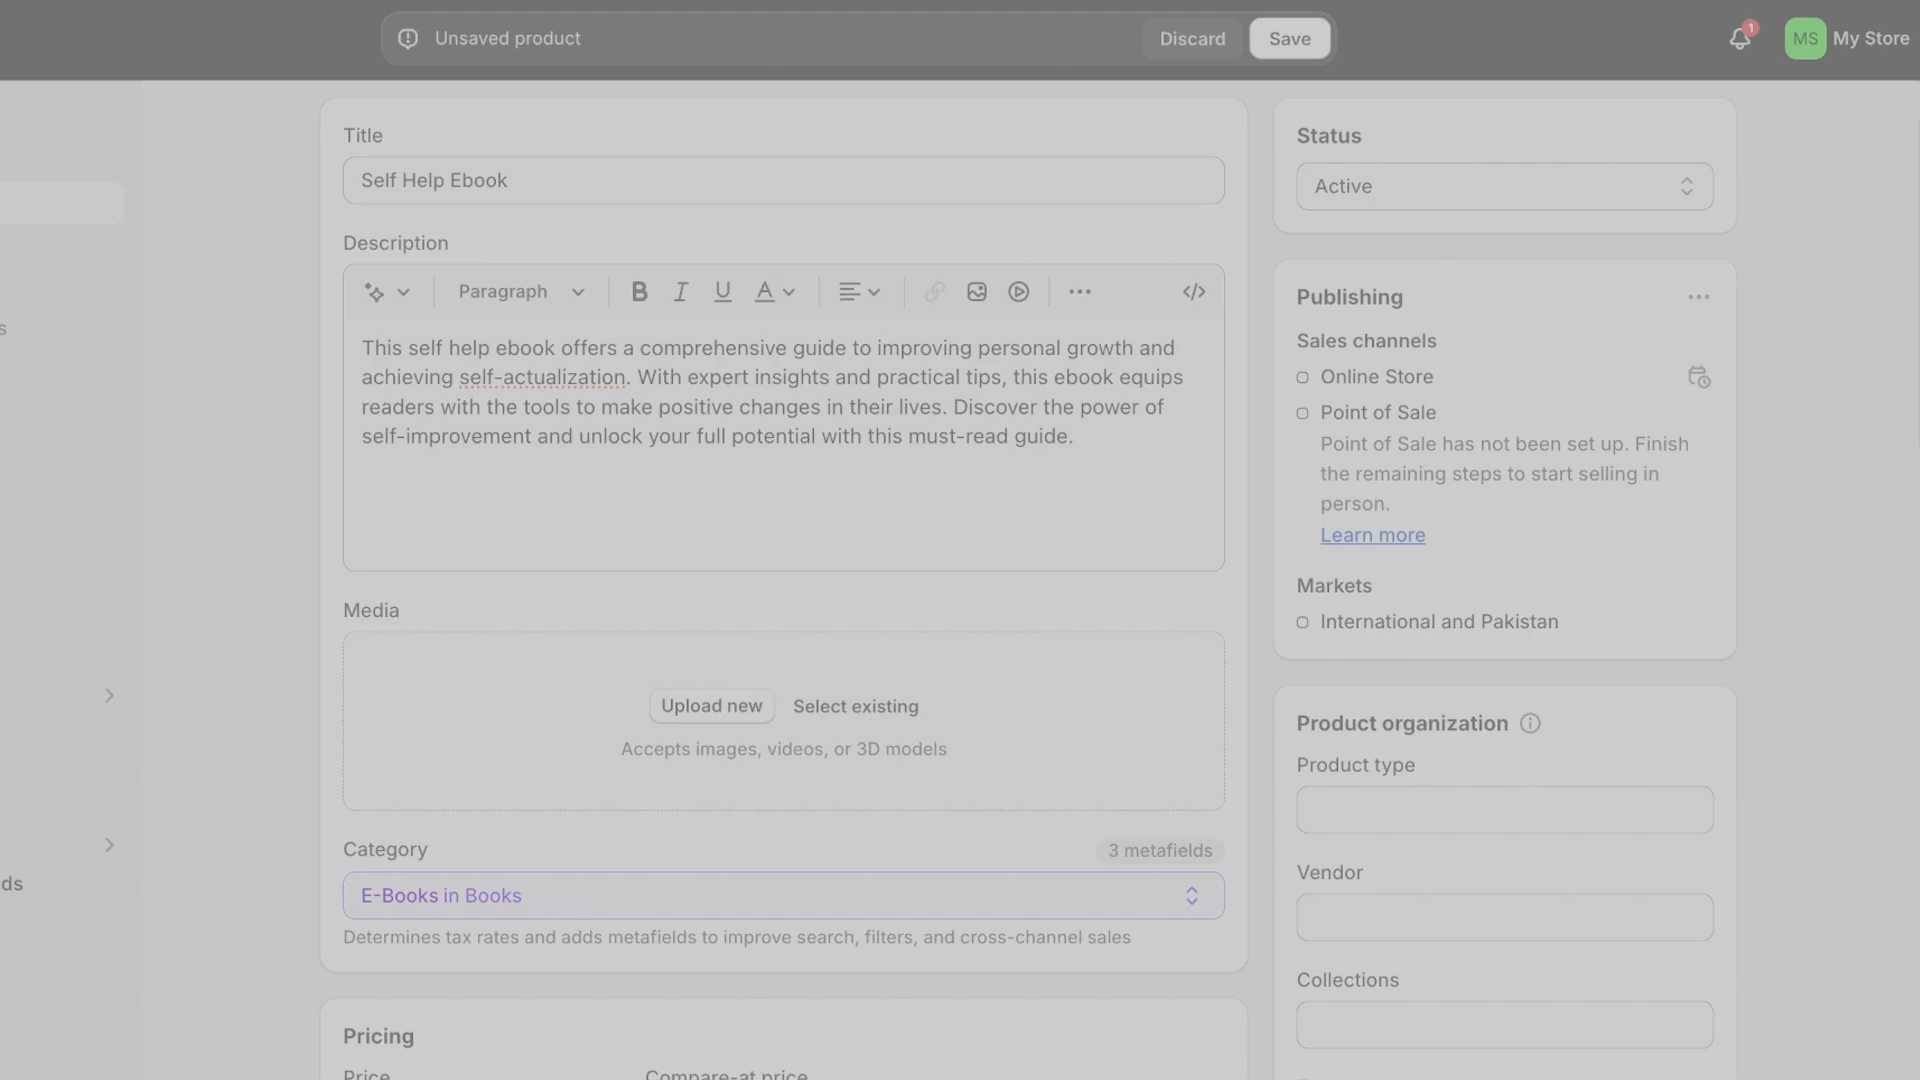 Unsaved product
Discard
Save
1
MS
My Store
Title
Self Help Ebook
Description
Paragraph
B I U A
This self help ebook offers a comprehensive guide to improving personal growth and
achieving self-actualization. With expert insights and practical tips, this ebook equips
readers with the tools to make positive changes in their lives. Discover the power of
self-improvement and unlock your full potential with this must-read guide.
Media
Upload new
Select existing
Accepts images, videos, or 3D models
Category
3 metafields
E-Books in Books
Determines tax rates and adds metafields to improve search, filters, and cross-channel sales
Pricing
Price
Compare-at price
Status
Active
Publishing
Sales channels
Online Store
Point of Sale
Point of Sale has not been set up. Finish
the remaining steps to start selling in
person.
Learn more
Markets
International and Pakistan
Product organization
Product type
Vendor
Collections
s
ds